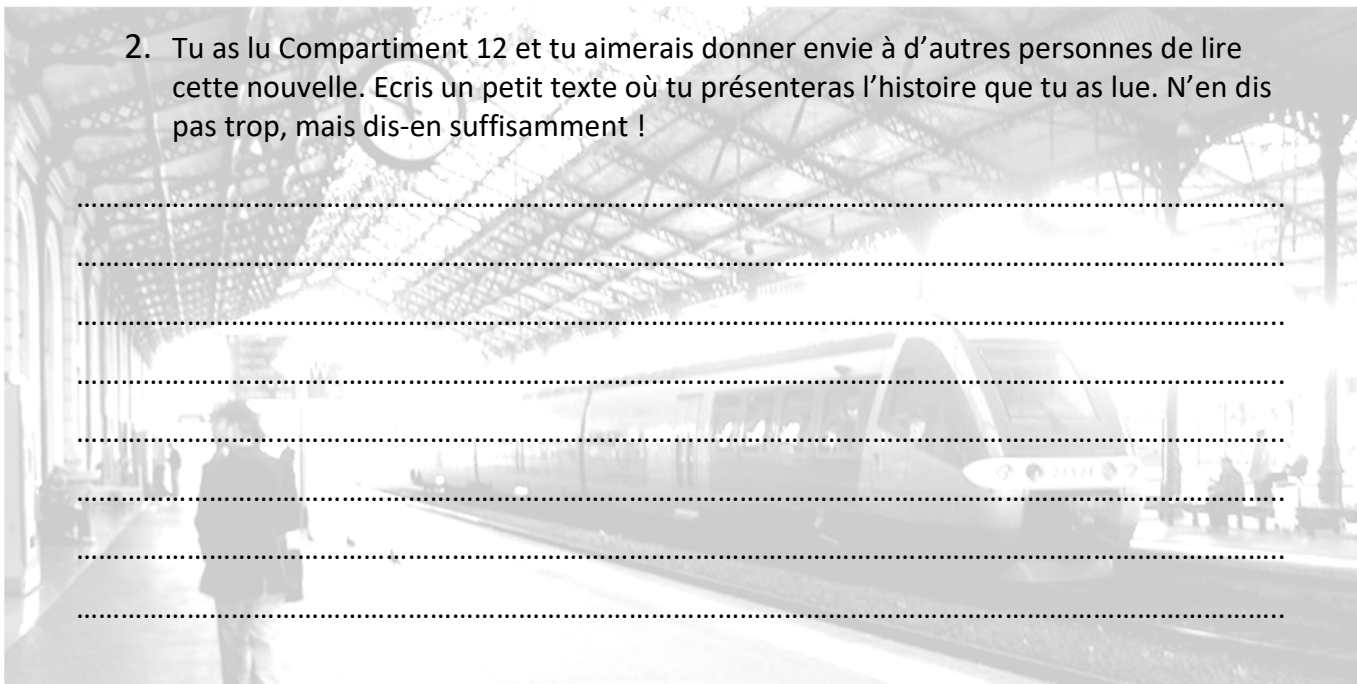 2. Tu as lu Compartiment 12 et tu aimerais donner envie à d’autres personnes de lire
cette nouvelle. Ecris un petit texte où tu présenteras l’histoire que tu as lue. N’en dis
pas trop, mais dis-en suffisamment !